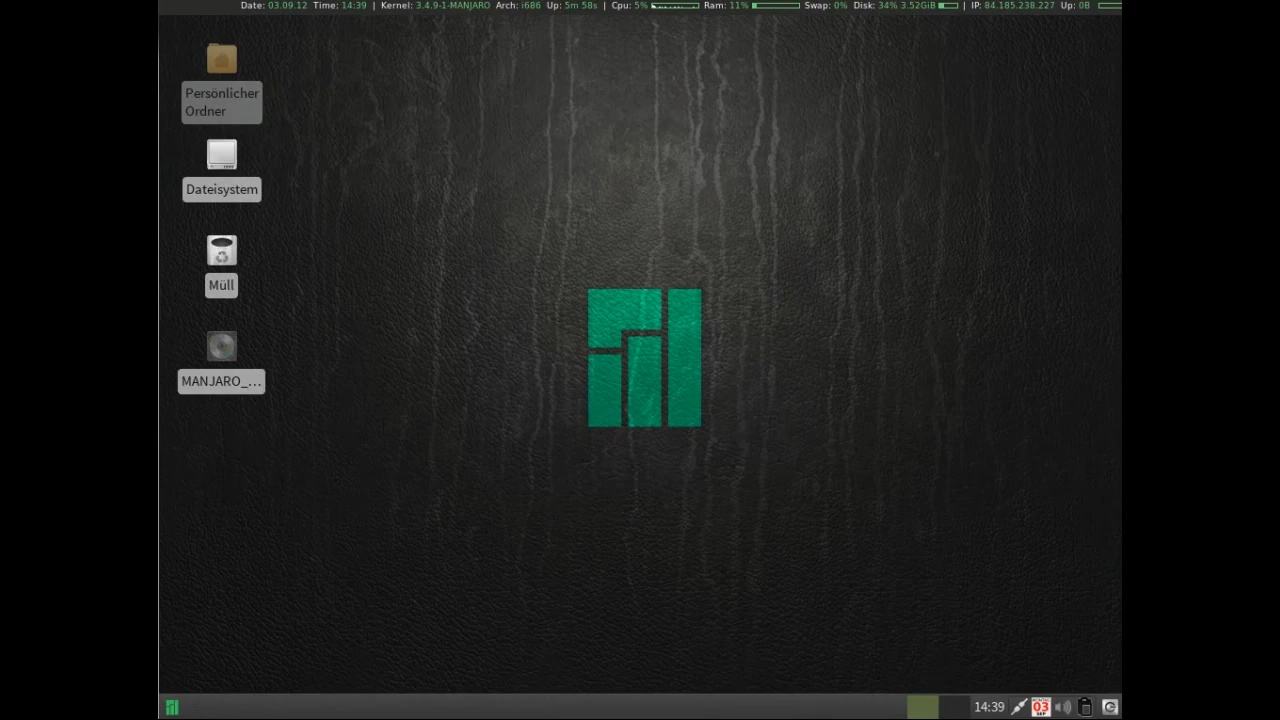 Date: 03.09.12 Time: 14:39 | Kernel: 3.4.9-1-MANJARO Arch: i686 Up: 5m 58s | Cpu: 5% Ram: 11% Swap: 0% Disk: 34% 3.52GiB | IP: 84.185.238.227 Up: 0B
Persönlicher
Ordner
Dateisystem
Müll
MANJARO_...
14:39
03
SEP